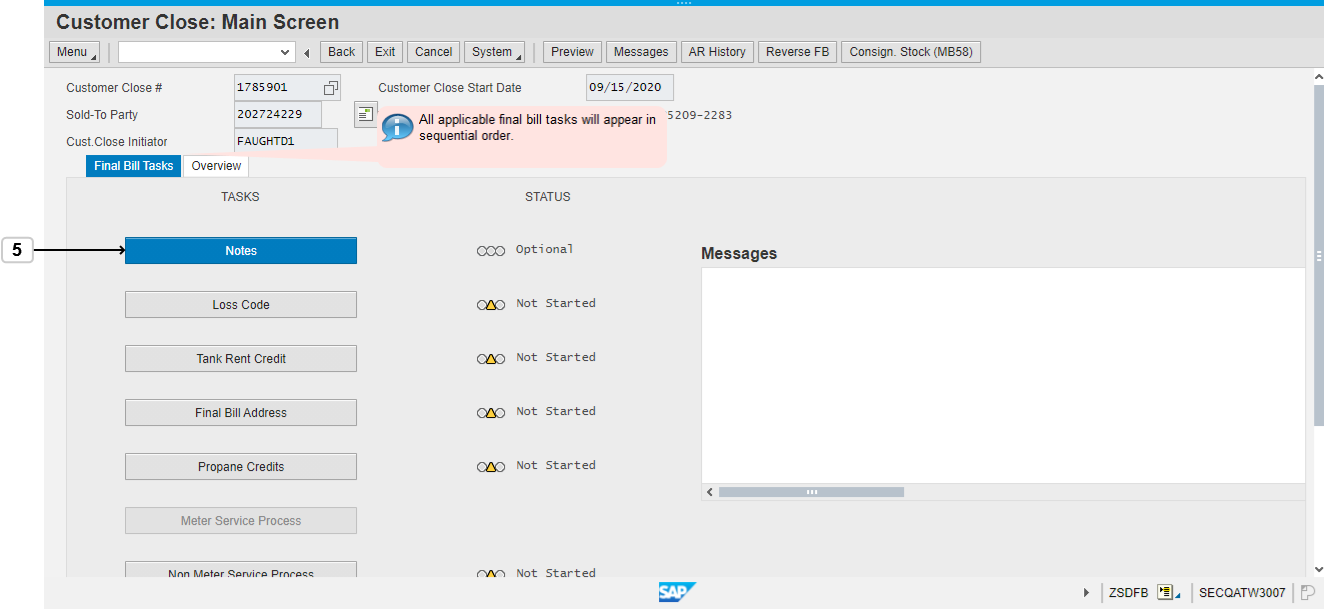 Customer Close: Main Screen
Menu Back Exit Cancel System Preview Messages AR History Reverse FB Consign. Stock (MB58)
Customer Close # 1785901 Customer Close Start Date 09/15/2020
Sold-To Party 202724229 5209-2283
All applicable final bill tasks will appear in
sequential order.
Cust.Close Initiator FAUGHTD1
Final Bill Tasks Overview
TASKS STATUS
5 Notes Optional
Messages
Loss Code Not Started
Tank Rent Credit Not Started
Final Bill Address Not Started
Propane Credits Not Started
Meter Service Process
Non Meter Service Process Not Started
SAP ZSDFB SECQATW3007